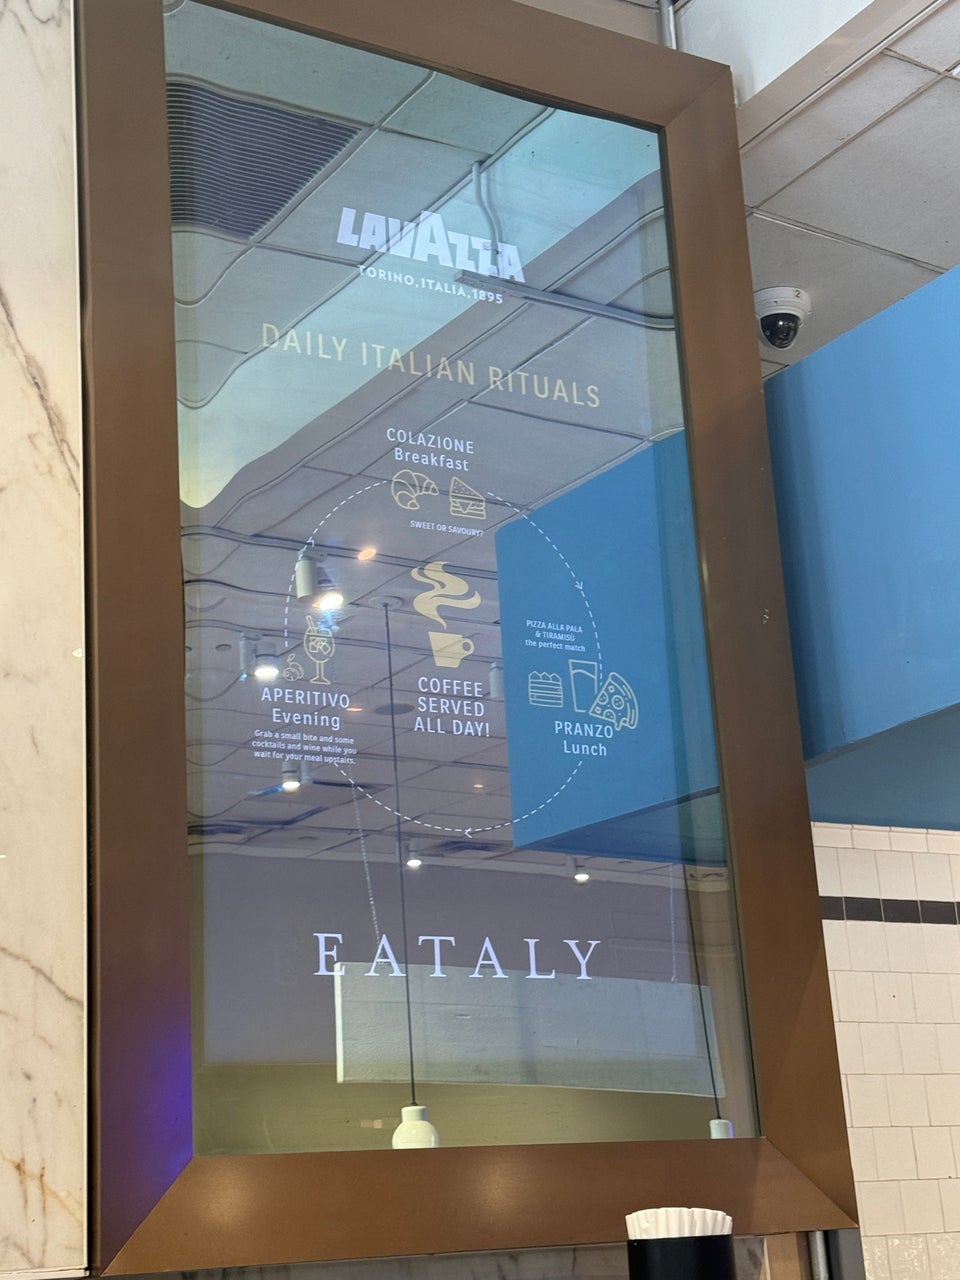 LAVAZZA
TORINO, ITALIA, 1895
DAILY ITALIAN RITUALS
COLAZIONE
Breakfast
SWEET OR SAVOURY?
PIZZA ALLA PALA
& TIRAMISÙ
the perfect match
PRANZO
Lunch
COFFEE
SERVED
ALL DAY!
APERITIVO
Evening
Grab a small bite and some
cocktails and wine while you
wait for your meal upstairs.
EATALY